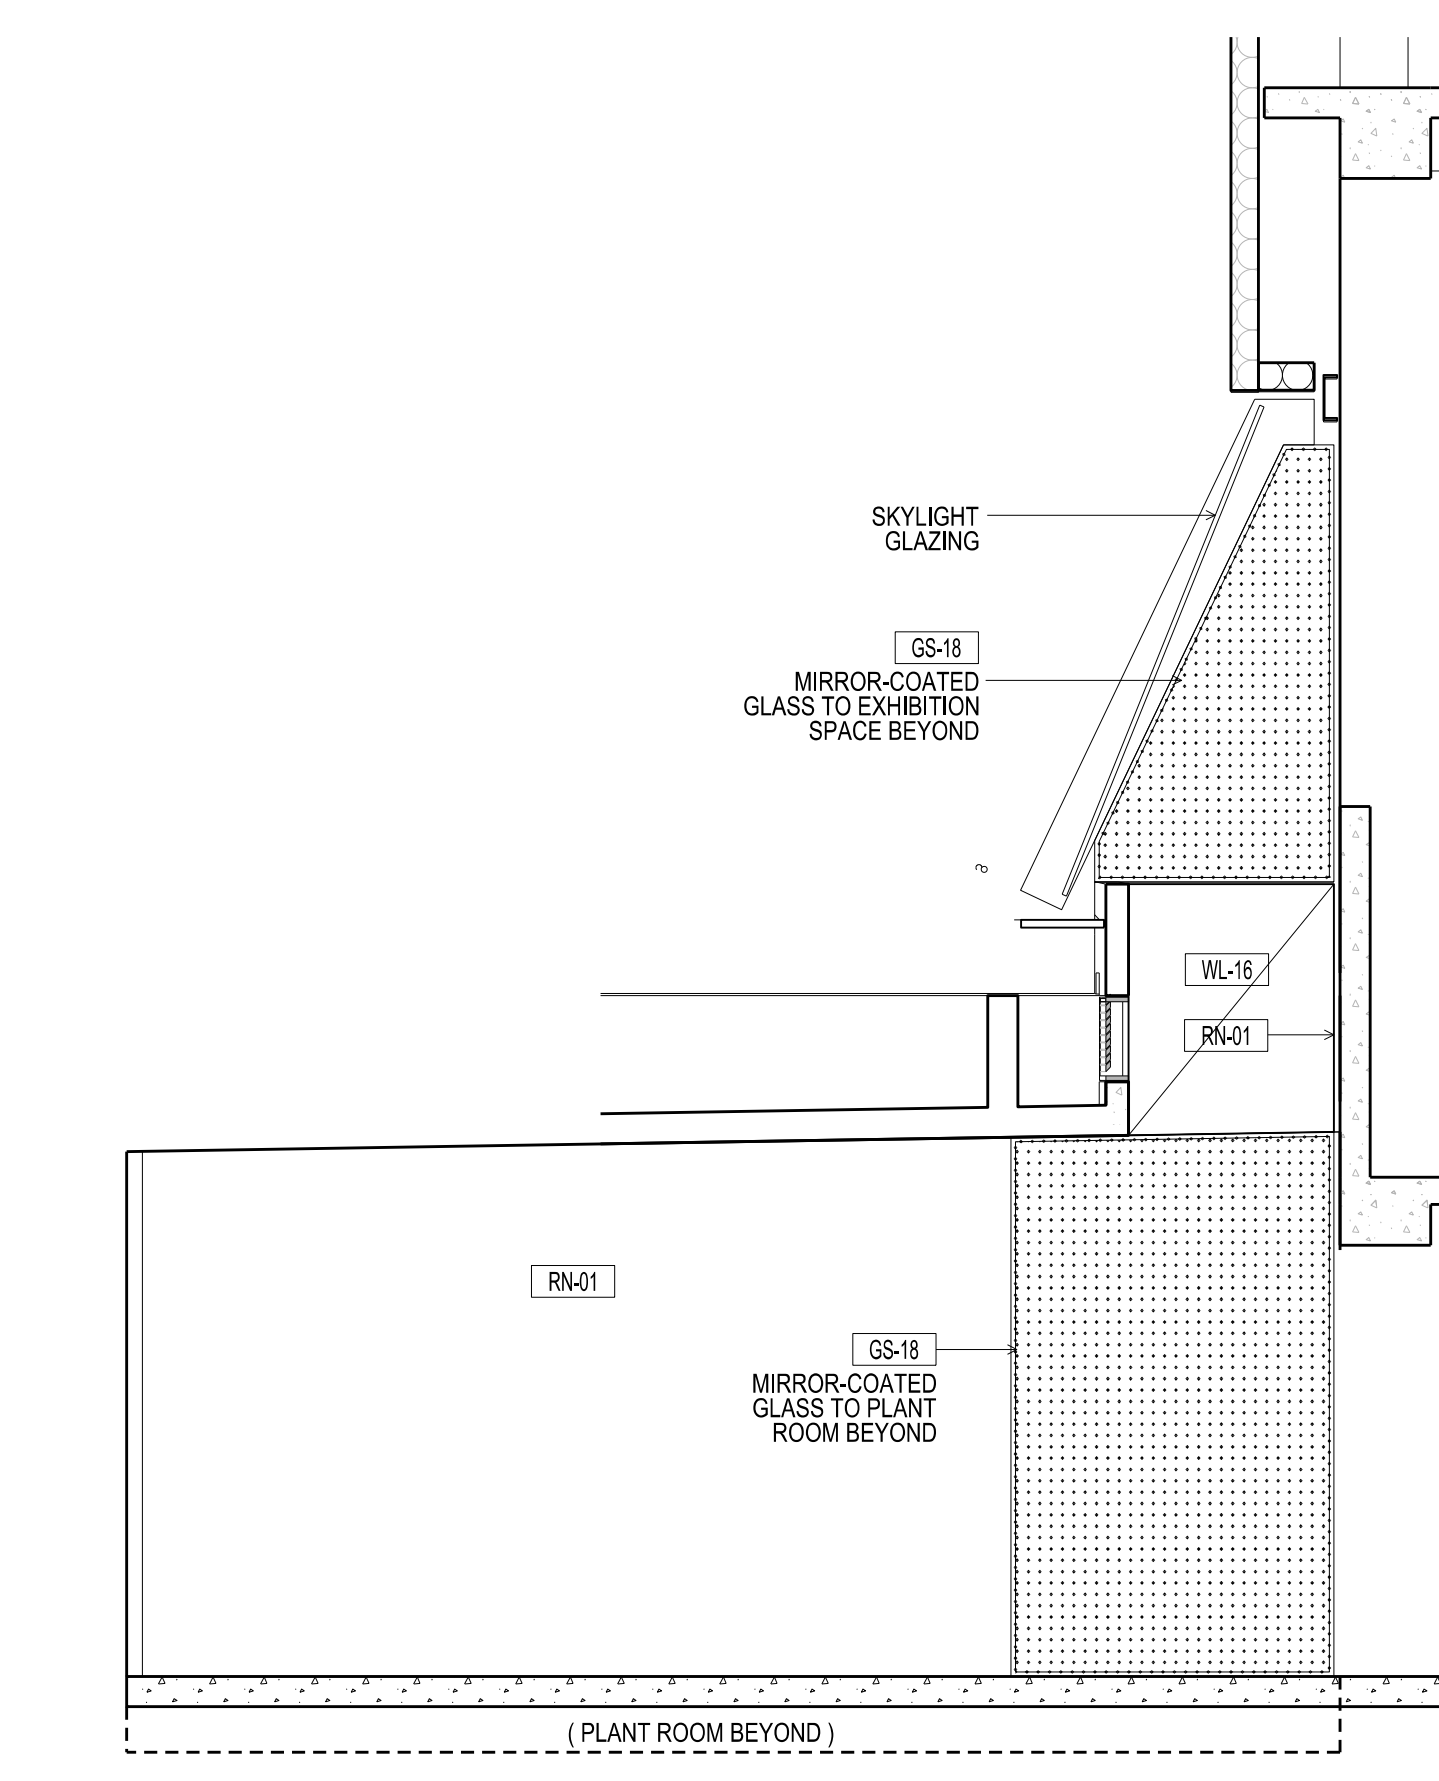 SKYLIGHT
GLAZING
GS-18
MIRROR-COATED
GLASS TO EXHIBITION
SPACE BEYOND
WL-16
RN-01
RN-01
GS-18
MIRROR-COATED
GLASS TO PLANT
ROOM BEYOND
( PLANT ROOM BEYOND )